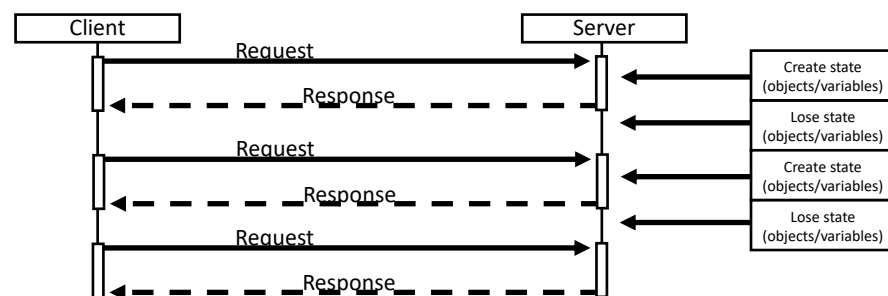 Client
Server
Request
Create state
(objects/variables)
Response
Lose state
(objects/variables)
Request
Create state
(objects/variables)
Response
Lose state
(objects/variables)
Request
Response